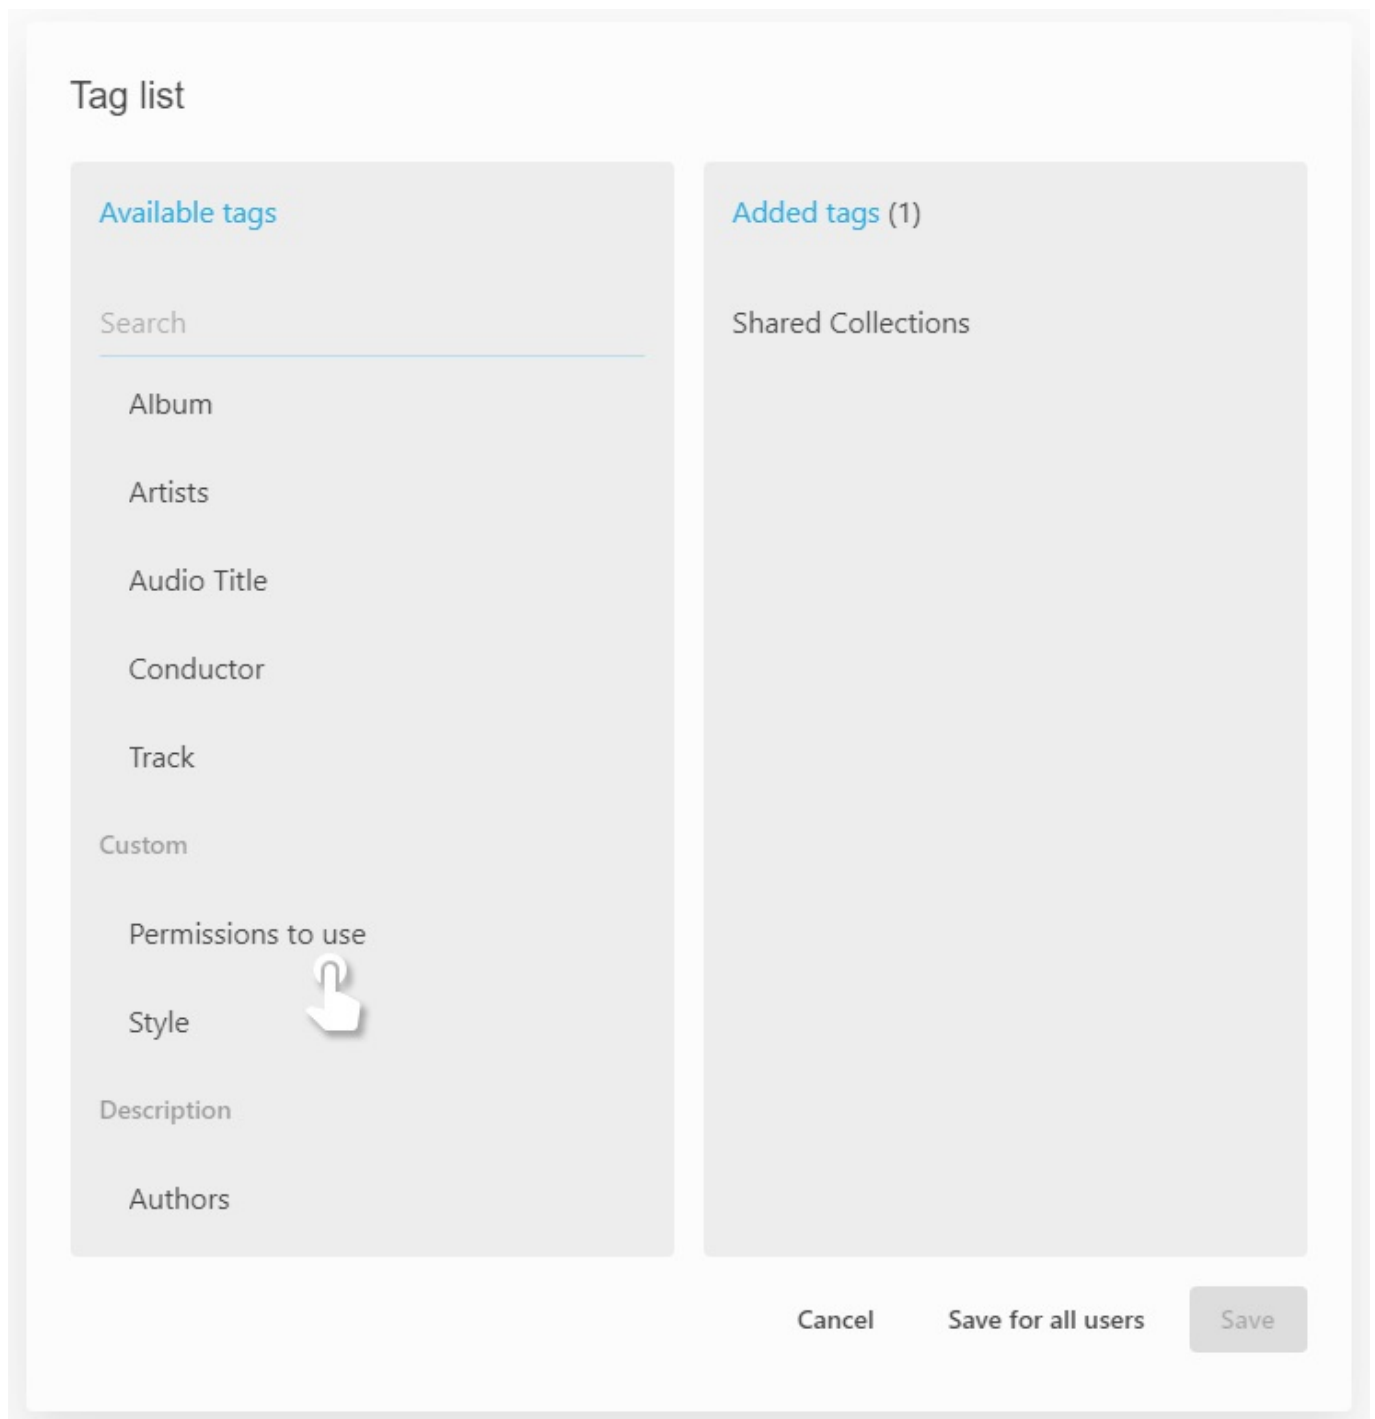 Tag list
Available tags
Search
Album
Artists
Audio Title
Conductor
Track
Custom
Permissions to use
Style
Description
Authors
Added tags (1)
Shared Collections
Cancel
Save for all users
Save